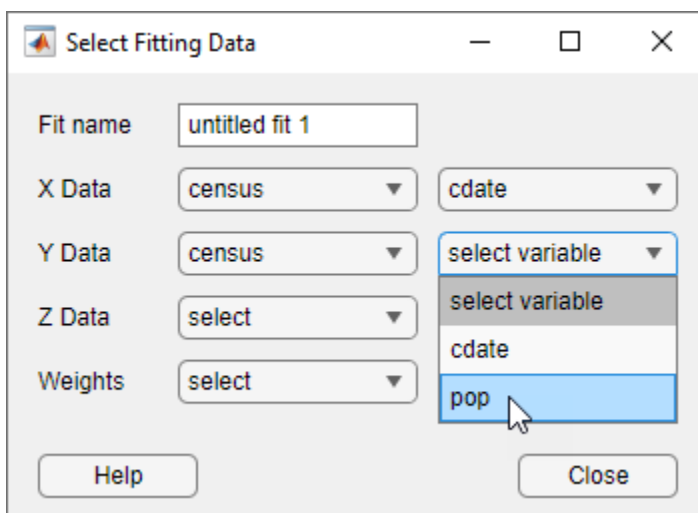 Select Fitting Data
Fit name untitled fit 1
X Data census cdate
Y Data census select variable
select variable
Z Data select
cdate
Weights select
pop
Help Close